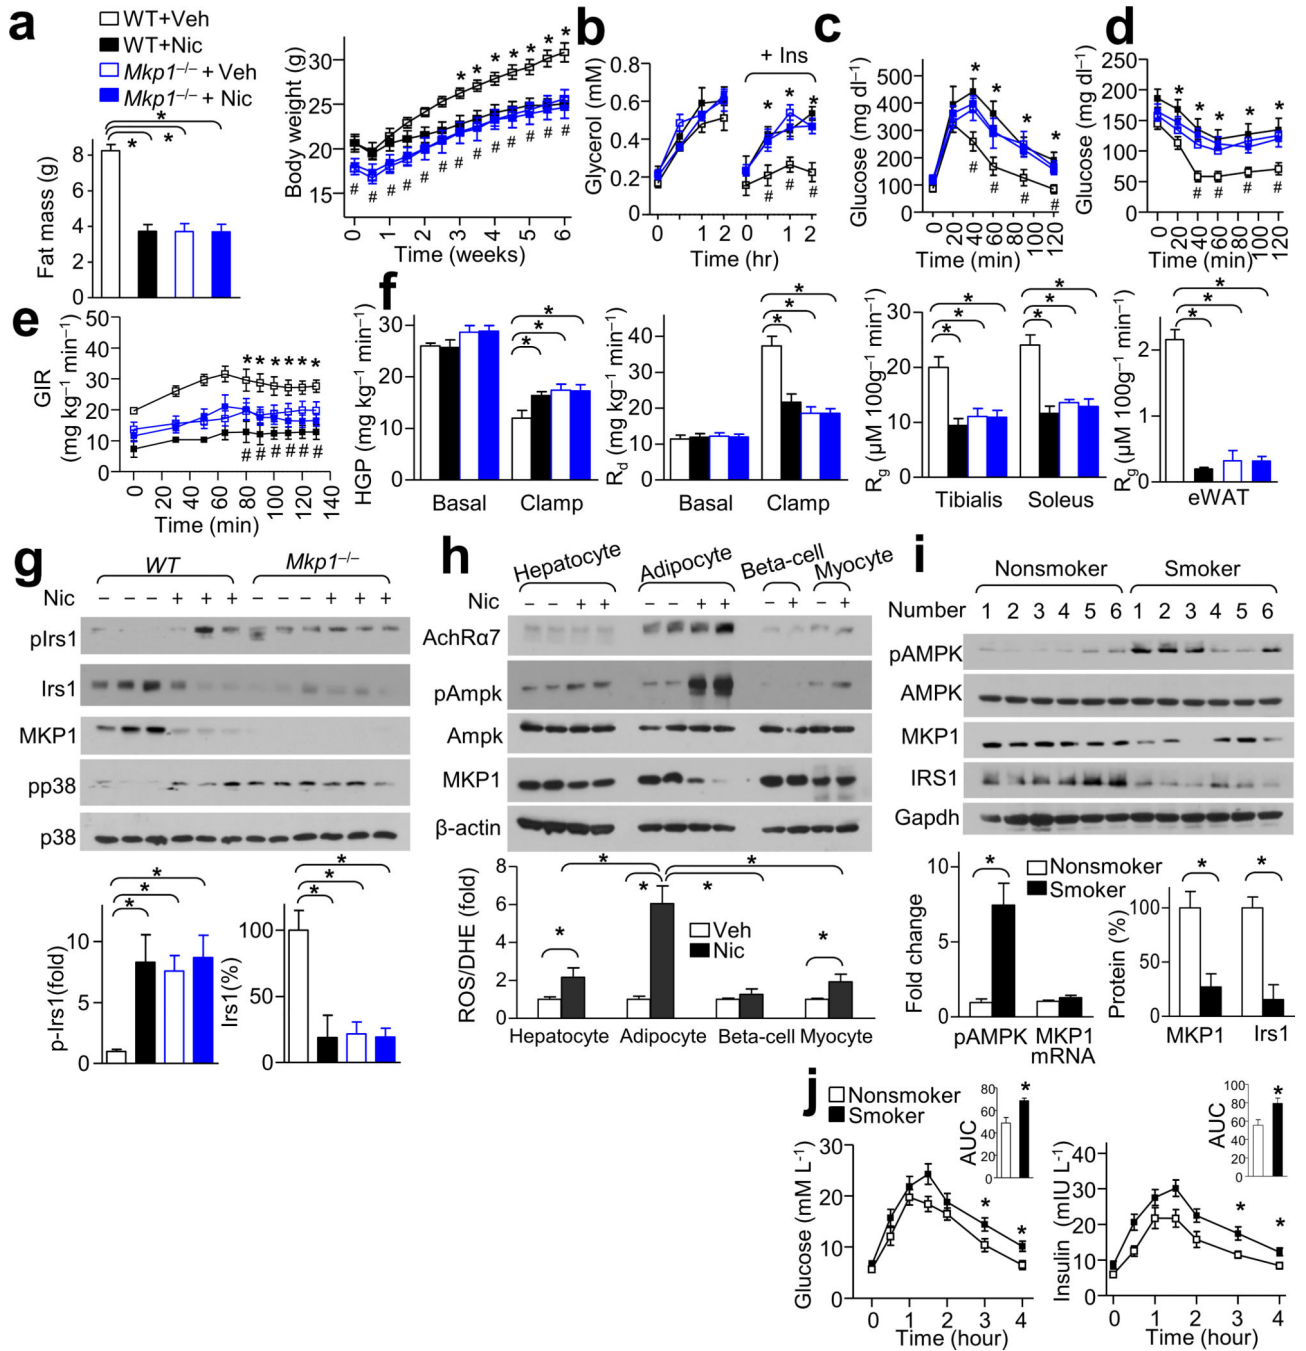 a
WT+Veh
WT+Nic
Mkp1–/– + Veh
Mkp1–/– + Nic
Fat mass (g)
8
6
4
2
0
* * *
Body weight (g)
30
25
20
15
* * * * * * *
# # # # # # # # # # # # #
0 1 2 3 4 5 6
Time (weeks)
b
+ Ins
Glycerol (mM)
0.8
0.6
0.4
0.2
0
* * *
# # #
0 1 2 0 1 2
Time (hr)
c
Glucose (mg dl–1)
500
400
300
200
100
0
* * * *
# # # #
0 20 40 60 80 100 120
Time (min)
d
Glucose (mg dl–1)
250
200
150
100
50
0
* * * * *
# # # #
0 20 40 60 80 100 120
Time (min)
e
GIR
(mg kg–1 min–1)
50
40
30
20
10
0
* * * * * *
# # # # # #
0 20 40 60 80 100 120 140
Time (min)
f
HGP (mg kg–1 min–1)
30
20
10
0
* * *
Basal Clamp
Rd (mg kg–1 min–1)
40
30
20
10
0
* * *
Basal Clamp
Rg (µM 100g–1 min–1)
30
20
10
0
* * * * * *
Tibialis Soleus
Rg (µM 100g–1 min–1)
2
1
0
* * *
eWAT
g
WT Mkp1–/–
Nic – – – + + + – – – + + +
pIrs1
Irs1
MKP1
pp38
p38
p-Irs1(fold)
10
5
0
* * *
Irs1(%)
100
50
0
* * *
h
Hepatocyte Adipocyte Beta-cell Myocyte
Nic – – + + – – + + – + – +
AchRα7
pAmpk
Ampk
MKP1
β-actin
ROS/DHE (fold)
8
6
4
2
0
* * * * * *
Veh
Nic
Hepatocyte Adipocyte Beta-cell Myocyte
i
Nonsmoker Smoker
Number 1 2 3 4 5 6 1 2 3 4 5 6
pAMPK
AMPK
MKP1
IRS1
Gapdh
Fold change
10
5
0
*
Nonsmoker
Smoker
pAMPK MKP1
mRNA
Protein (%)
100
50
0
* *
MKP1 Irs1
j
Nonsmoker
Smoker
Glucose (mM L-1)
30
20
10
0
* *
0 1 2 3 4
Time (hour)
AUC
80
60
40
20
0
*
Insulin (mIU L-1)
40
30
20
10
0
* *
0 1 2 3 4
Time (hour)
AUC
100
80
60
40
20
0
*